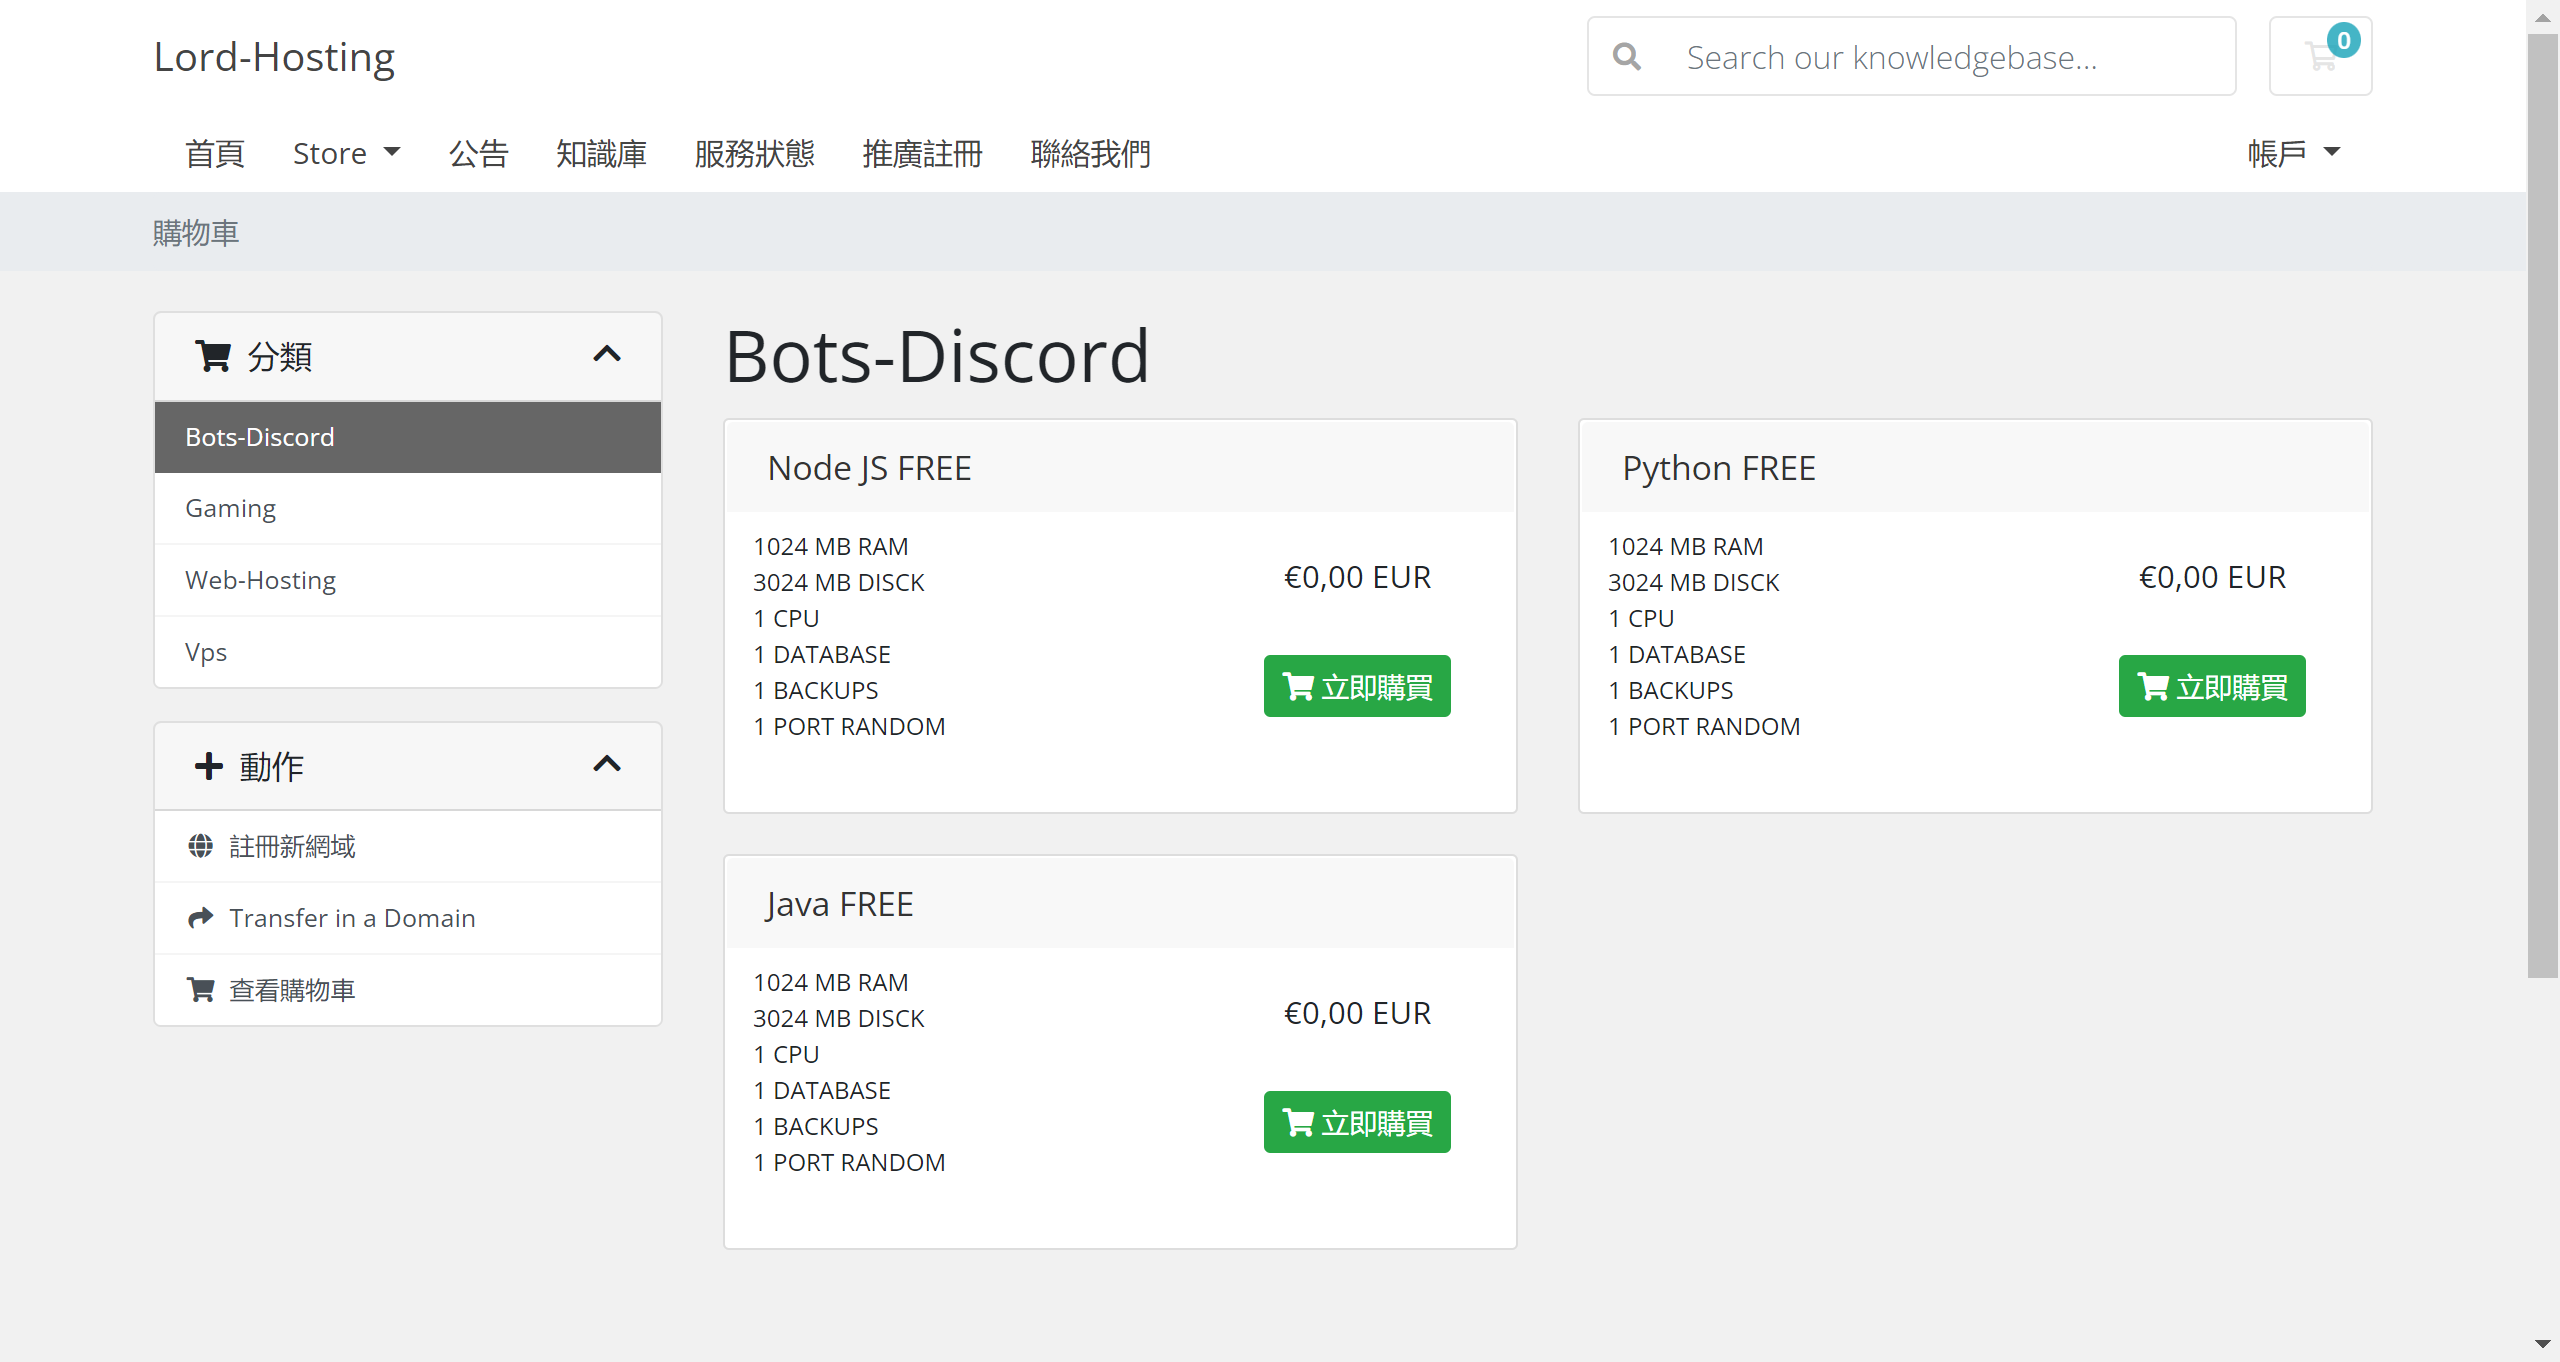 Lord-Hosting
Search our knowledgebase...
0
首頁 Store 公告 知識庫 服務狀態 推廣註冊 聯絡我們 帳戶
購物車
分類
Bots-Discord
Gaming
Web-Hosting
Vps
動作
註冊新網域
Transfer in a Domain
查看購物車
Bots-Discord
Node JS FREE
1024 MB RAM
3024 MB DISCK
1 CPU
1 DATABASE
1 BACKUPS
1 PORT RANDOM
€0,00 EUR
立即購買
Python FREE
1024 MB RAM
3024 MB DISCK
1 CPU
1 DATABASE
1 BACKUPS
1 PORT RANDOM
€0,00 EUR
立即購買
Java FREE
1024 MB RAM
3024 MB DISCK
1 CPU
1 DATABASE
1 BACKUPS
1 PORT RANDOM
€0,00 EUR
立即購買